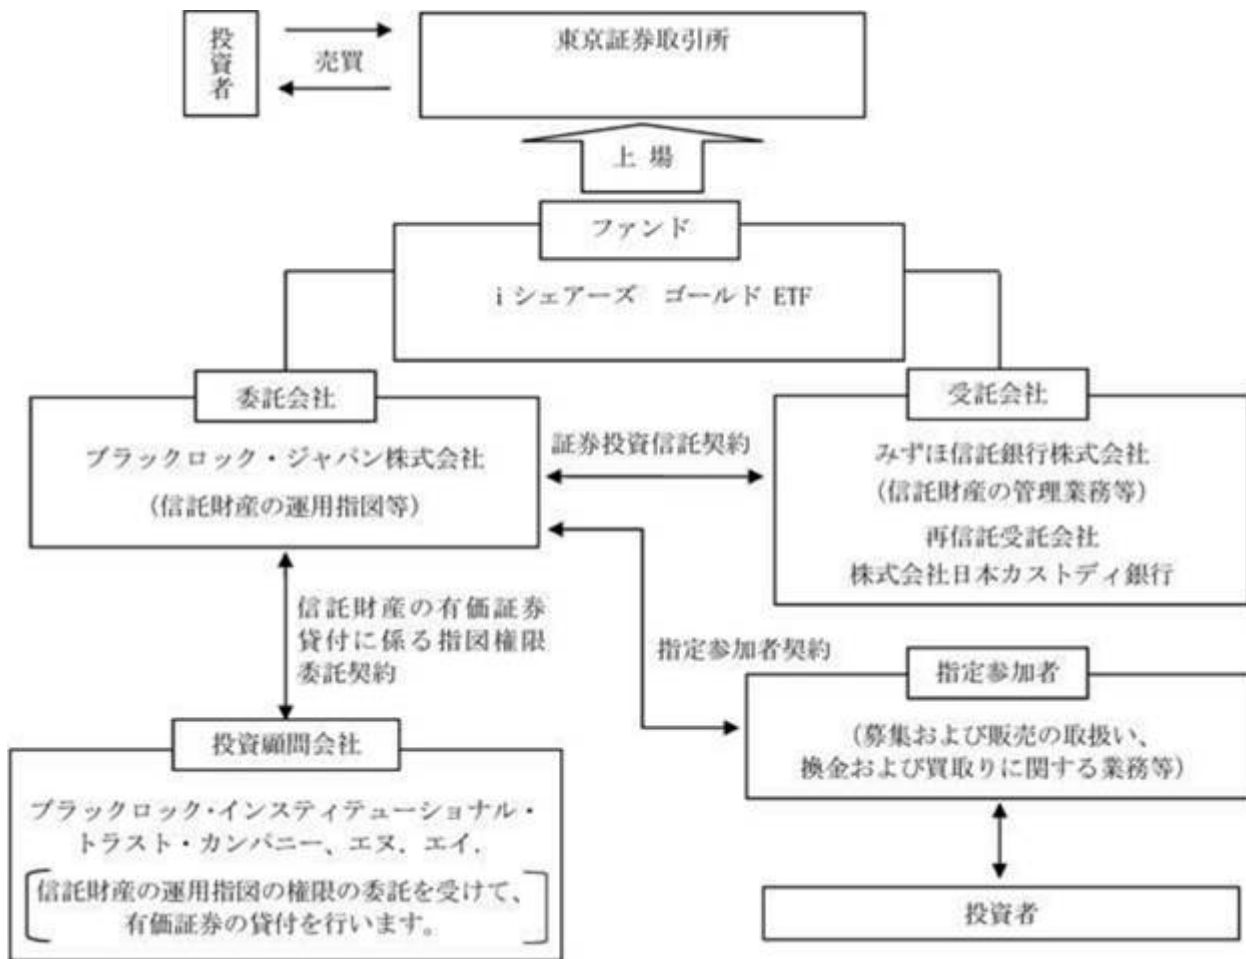 投資者
売買
東京証券取引所
上 場
ファンド
i シェアーズ　ゴールド ETF
委託会社
ブラックロック・ジャパン株式会社
(信託財産の運用指図等)
証券投資信託契約
受託会社
みずほ信託銀行株式会社
(信託財産の管理業務等)
再信託受託会社
株式会社日本カストディ銀行
信託財産の有価証券
貸付に係る指図権限
委託契約
指定参加者契約
指定参加者
(募集および販売の取扱い、
換金および買取りに関する業務等)
投資顧問会社
ブラックロック・インスティテューショナル・
トラスト・カンパニー、エヌ．エイ．
信託財産の運用指図の権限の委託を受けて、
有価証券の貸付を行います。
投資者